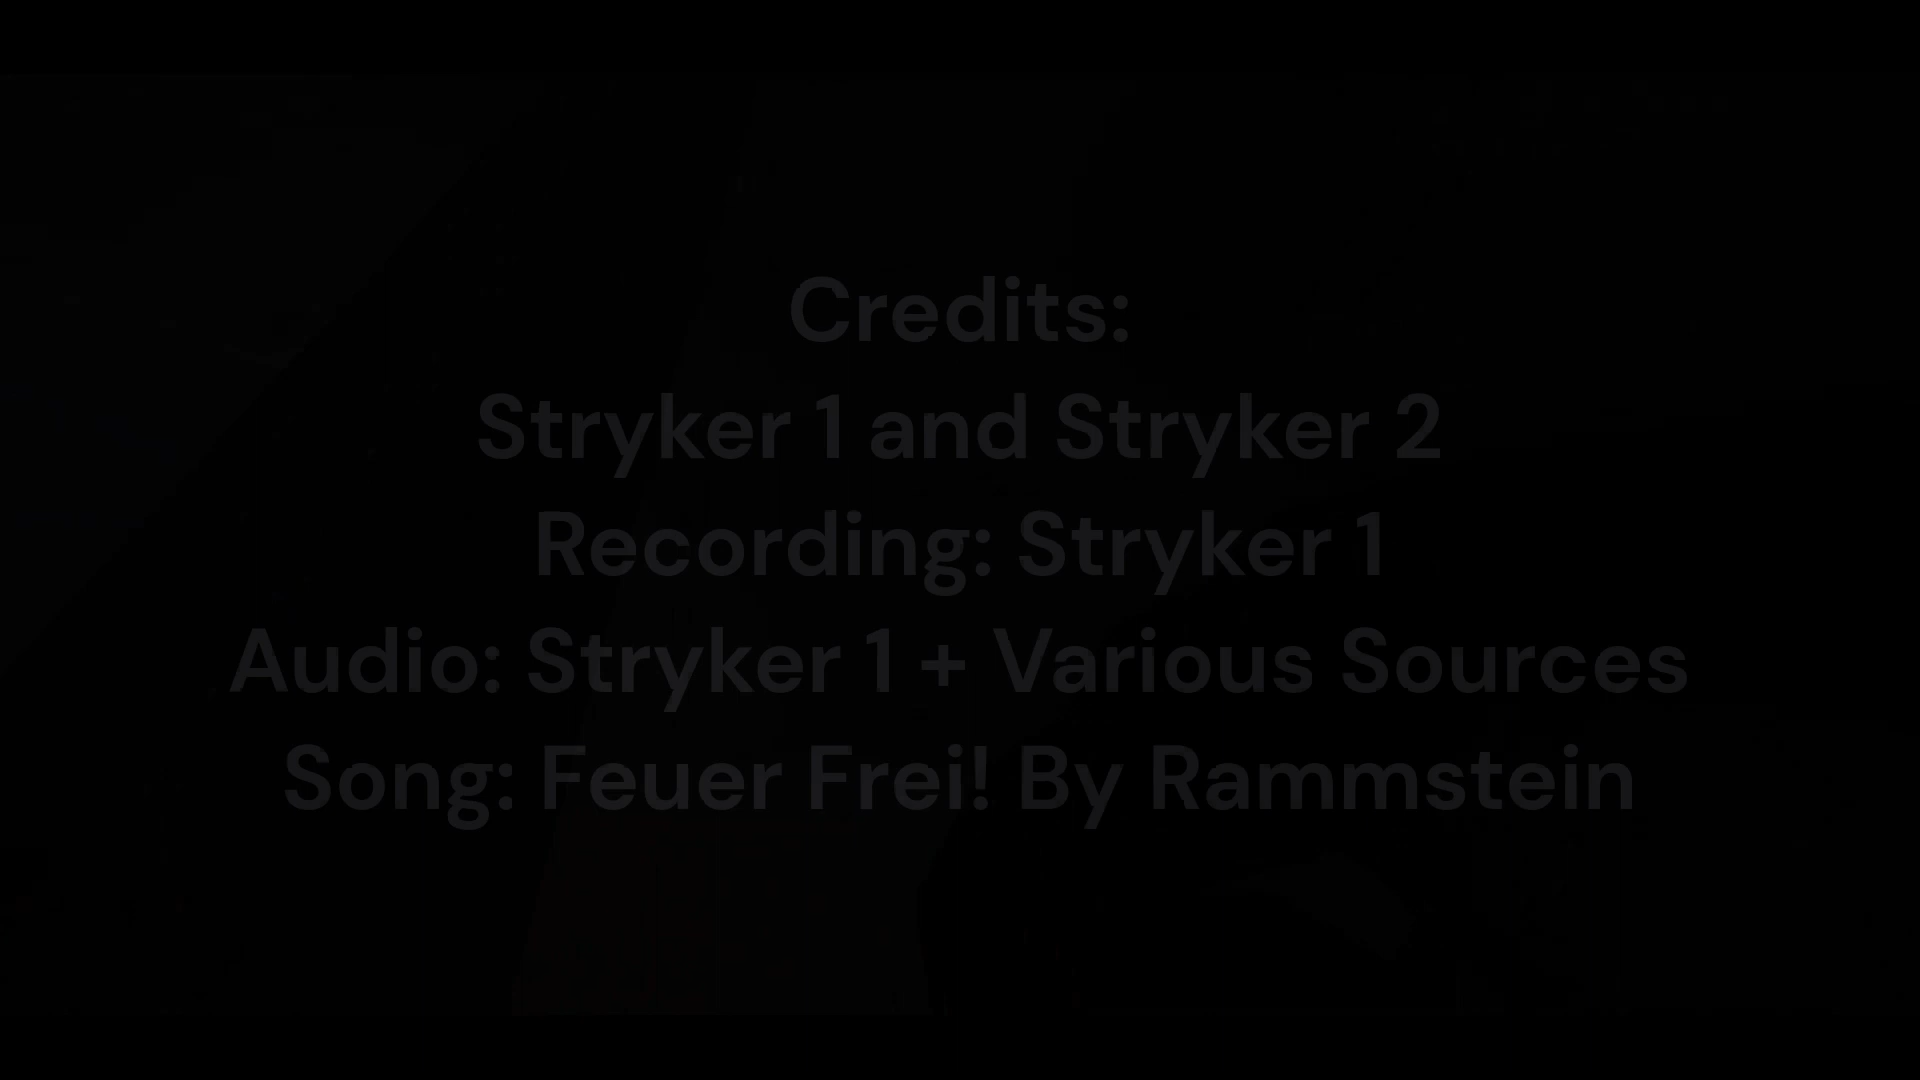 Credits:
Stryker 1 and Stryker 2
Recording: Stryker 1
Audio: Stryker 1 + Various Sources
Song: Feuer Frei! By Rammstein